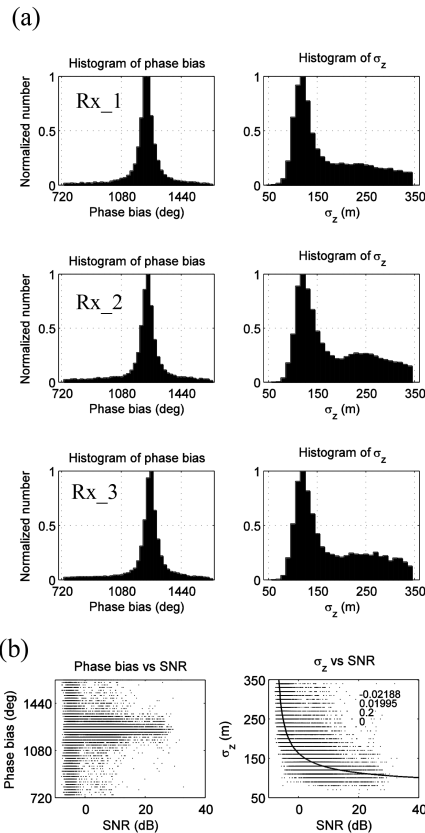 (a)
Histogram of phase bias
Histogram of σz
Rx_1
Normalized number
1
0.5
0
720 1080 1440
Phase bias (deg)
1
0.5
0
50 150 250 350
σz (m)
Histogram of phase bias
Histogram of σz
Rx_2
Normalized number
1
0.5
0
720 1080 1440
Phase bias (deg)
1
0.5
0
50 150 250 350
σz (m)
Histogram of phase bias
Histogram of σz
Rx_3
Normalized number
1
0.5
0
720 1080 1440
Phase bias (deg)
1
0.5
0
50 150 250 350
σz (m)
(b)
Phase bias vs SNR
Phase bias (deg)
1440
1080
720
0 20 40
SNR (dB)
σz vs SNR
σz (m)
350
250
150
50
-0.02188
0.01995
0.2
0
0 20 40
SNR (dB)